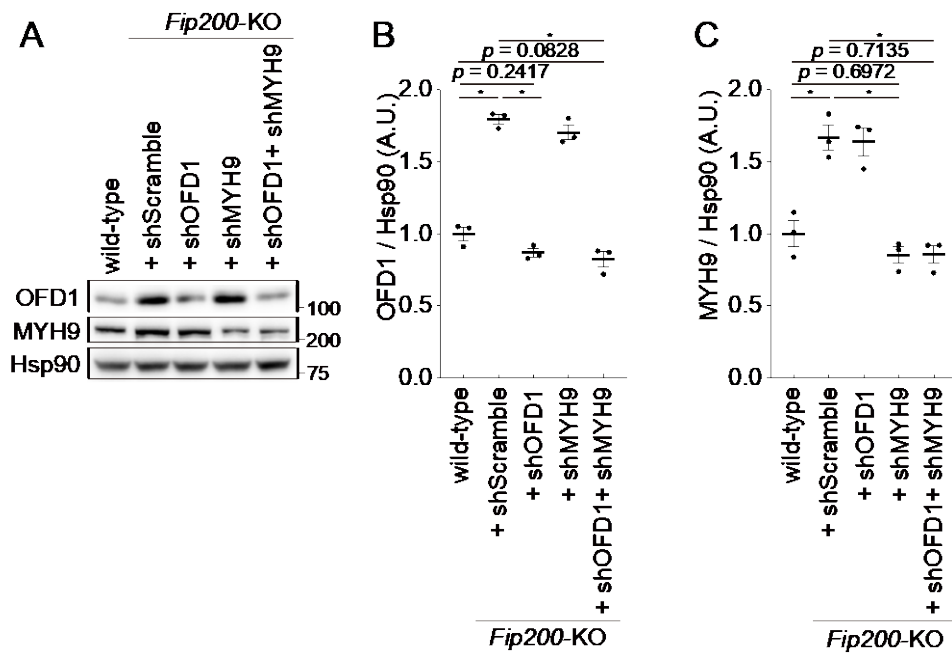 A
Fip200-KO
wild-type
+ shScramble
+ shOFD1
+ shMYH9
+ shOFD1+ shMYH9
OFD1
100
MYH9
200
Hsp90
75
B
*
p = 0.0828
p = 0.2417
* *
OFD1 / Hsp90 (A.U.)
2.0
1.5
1.0
0.5
0.0
wild-type
+ shScramble
+ shOFD1
+ shMYH9
+ shOFD1+ shMYH9
Fip200-KO
C
*
p = 0.7135
p = 0.6972
* *
MYH9 / Hsp90 (A.U.)
2.0
1.5
1.0
0.5
0.0
wild-type
+ shScramble
+ shOFD1
+ shMYH9
+ shOFD1+ shMYH9
Fip200-KO